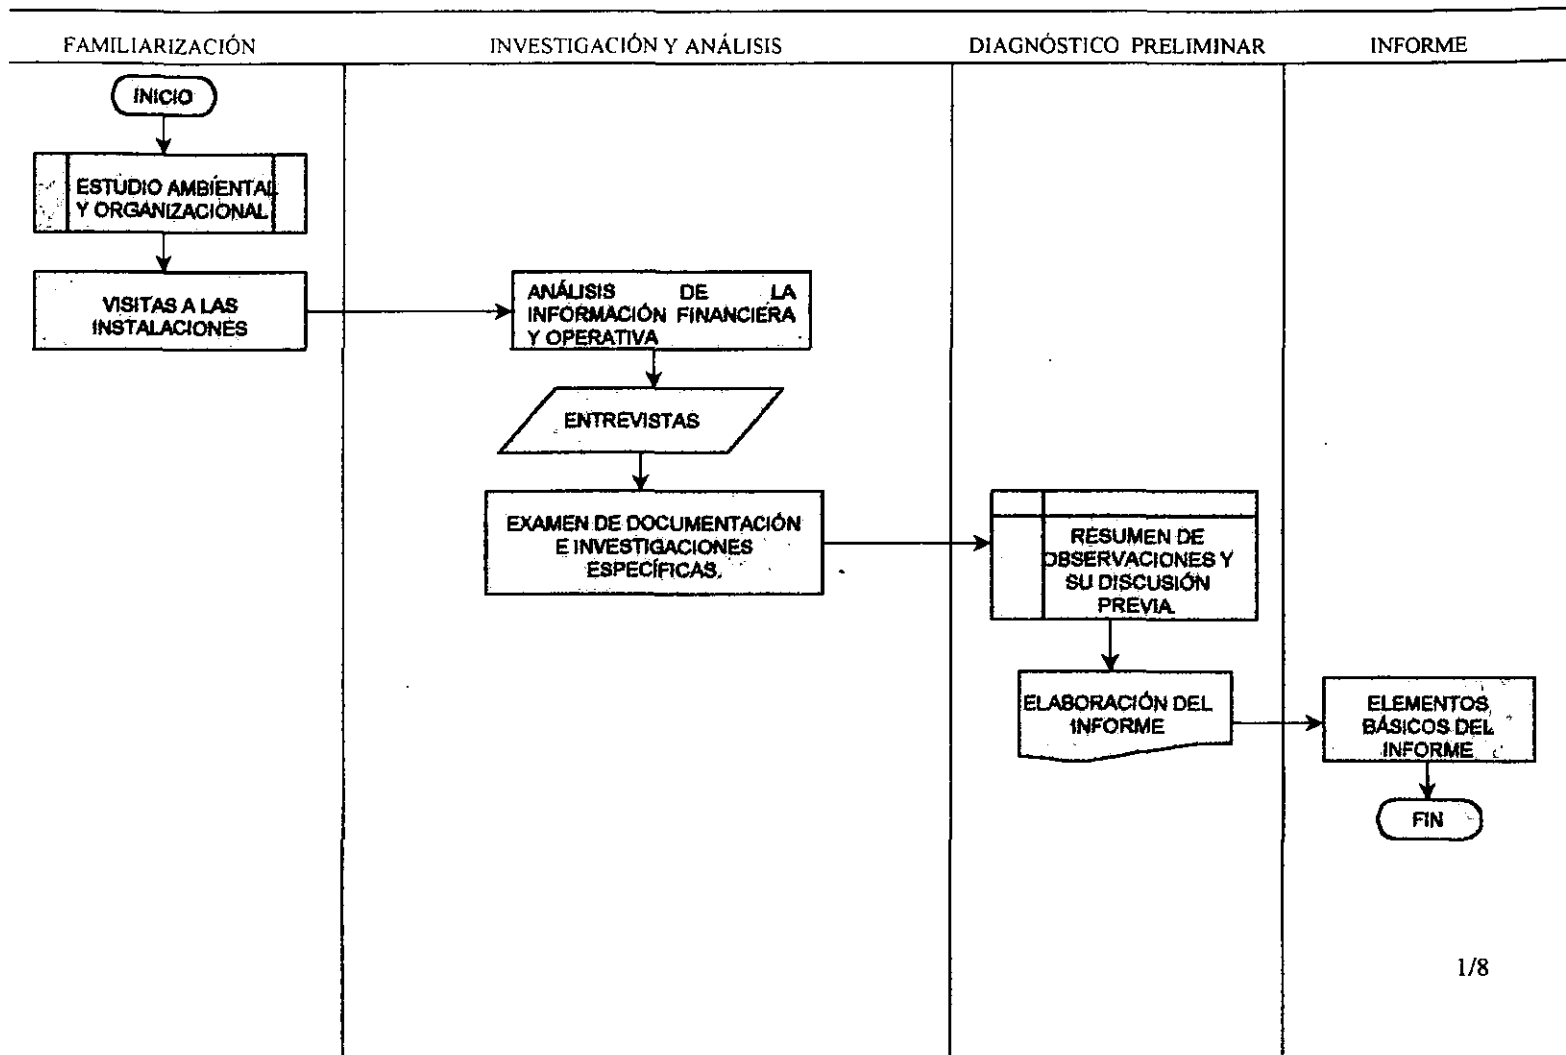 FAMILIARIZACIÓN
INVESTIGACIÓN Y ANÁLISIS
DIAGNÓSTICO PRELIMINAR
INFORME
INICIO
ESTUDIO AMBIENTAL
Y ORGANIZACIONAL
VISITAS A LAS
INSTALACIONES
ANÁLISIS DE LA
INFORMACIÓN FINANCIERA
Y OPERATIVA
ENTREVISTAS
EXAMEN DE DOCUMENTACIÓN
E INVESTIGACIONES
ESPECÍFICAS.
RESUMEN DE
OBSERVACIONES Y
SU DISCUSIÓN
PREVIA.
ELABORACIÓN DEL
INFORME
ELEMENTOS
BÁSICOS DEL
INFORME
FIN
1/8